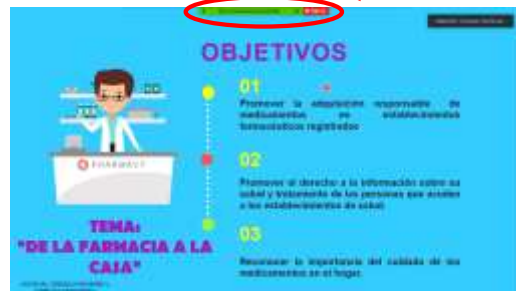 OBJETIVOS
01
Promover la adquisición responsable de
medicamentos en establecimientos
farmacéuticos registrados
02
Promover el derecho a la información sobre su
salud y tratamiento de las personas que acuden
a los establecimientos de salud.
03
Reconocer la importancia del cuidado de los
medicamentos en el hogar.
PHARMACY
TEMA:
"DE LA FARMACIA A LA
CASA"